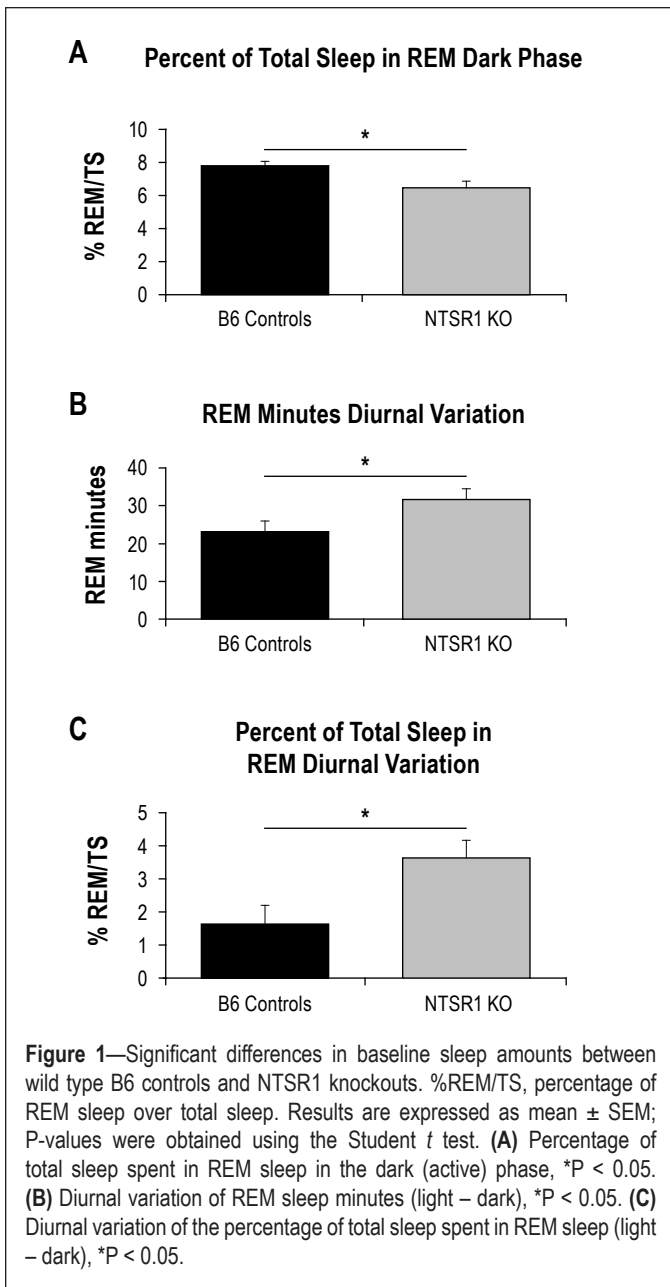 A Percent of Total Sleep in REM Dark Phase
*
10
8
6
4
2
0
% REM/TS
B6 Controls NTSR1 KO
B REM Minutes Diurnal Variation
*
40
30
20
10
0
REM minutes
B6 Controls NTSR1 KO
C Percent of Total Sleep in
REM Diurnal Variation
*
5
4
3
2
1
0
% REM/TS
B6 Controls NTSR1 KO
Figure 1—Significant differences in baseline sleep amounts between
wild type B6 controls and NTSR1 knockouts. %REM/TS, percentage of
REM sleep over total sleep. Results are expressed as mean ± SEM;
P-values were obtained using the Student t test. (A) Percentage of
total sleep spent in REM sleep in the dark (active) phase, *P < 0.05.
(B) Diurnal variation of REM sleep minutes (light – dark), *P < 0.05. (C)
Diurnal variation of the percentage of total sleep spent in REM sleep (light
– dark), *P < 0.05.